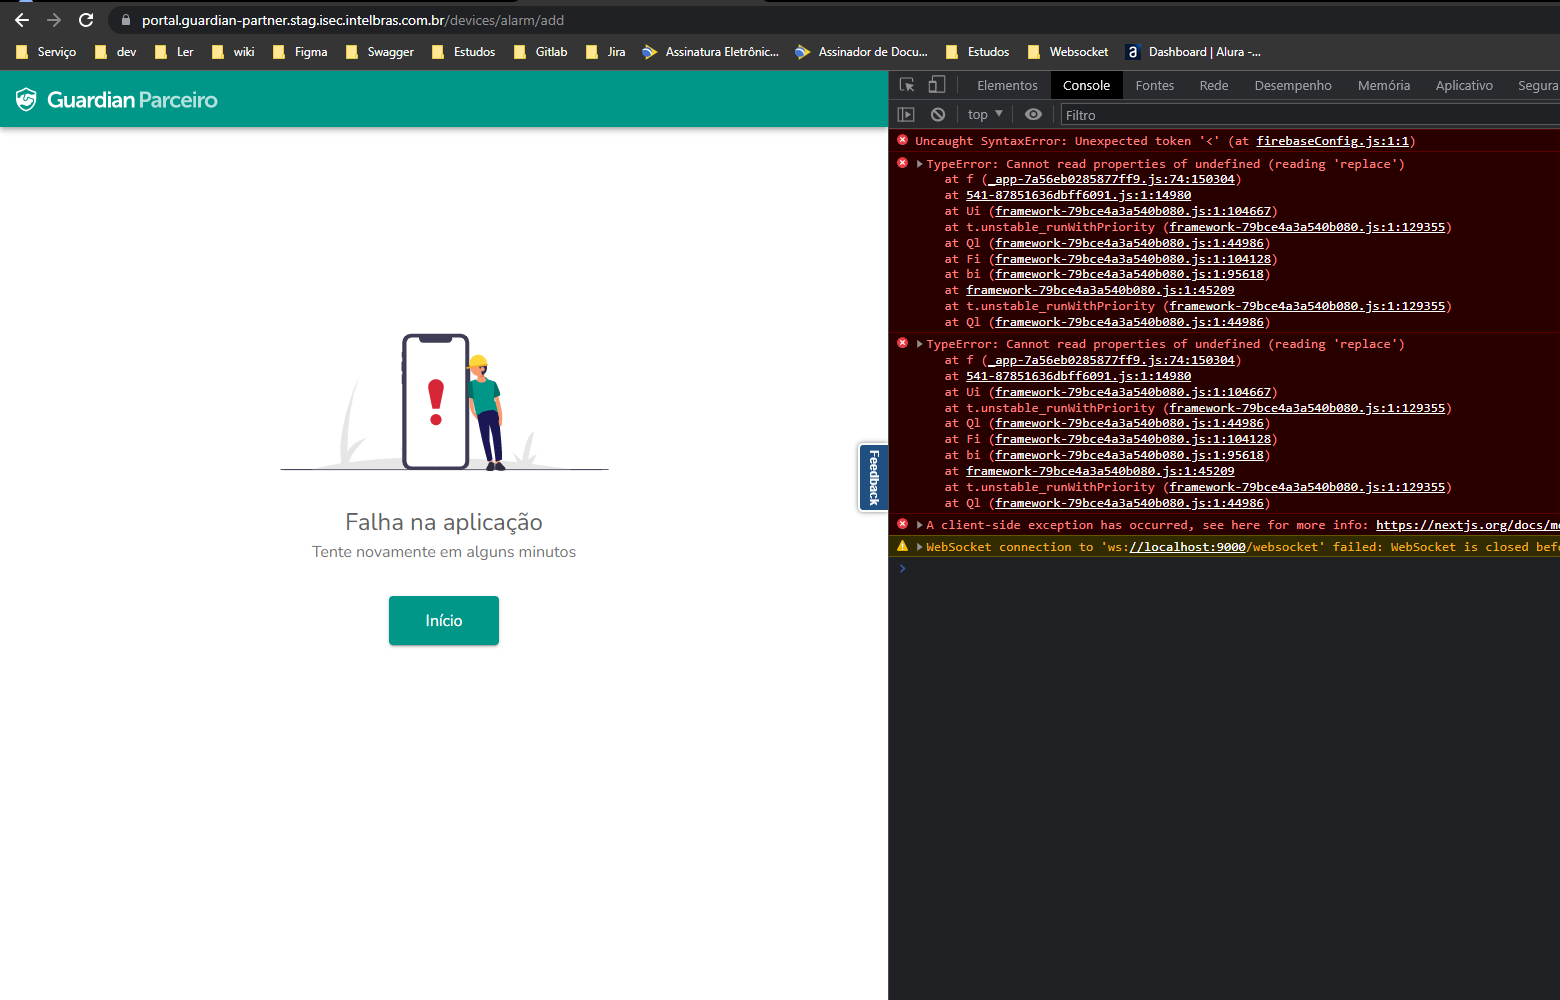 portal.guardian-partner.stag.isec.intelbras.com.br/devices/alarm/add
Serviço dev Ler wiki Figma Swagger Estudos Gitlab Jira Assinatura Eletrônic... Assinador de Docu... Estudos Websocket a Dashboard | Alura -...
Guardian Parceiro
Falha na aplicação
Tente novamente em alguns minutos
Início
Feedback
Elementos Console Fontes Rede Desempenho Memória Aplicativo Segura
top ▼ Filtro
Uncaught SyntaxError: Unexpected token '<' (at firebaseConfig.js:1:1)
TypeError: Cannot read properties of undefined (reading 'replace')
at f (_app-7a56eb0285877ff9.js:74:150304)
at 541-87851636dbff6091.js:1:14980
at Ui (framework-79bce4a3a540b080.js:1:104667)
at t.unstable_runWithPriority (framework-79bce4a3a540b080.js:1:129355)
at Ql (framework-79bce4a3a540b080.js:1:44986)
at Fi (framework-79bce4a3a540b080.js:1:104128)
at bi (framework-79bce4a3a540b080.js:1:95618)
at framework-79bce4a3a540b080.js:1:45209
at t.unstable_runWithPriority (framework-79bce4a3a540b080.js:1:129355)
at Ql (framework-79bce4a3a540b080.js:1:44986)
TypeError: Cannot read properties of undefined (reading 'replace')
at f (_app-7a56eb0285877ff9.js:74:150304)
at 541-87851636dbff6091.js:1:14980
at Ui (framework-79bce4a3a540b080.js:1:104667)
at t.unstable_runWithPriority (framework-79bce4a3a540b080.js:1:129355)
at Ql (framework-79bce4a3a540b080.js:1:44986)
at Fi (framework-79bce4a3a540b080.js:1:104128)
at bi (framework-79bce4a3a540b080.js:1:95618)
at framework-79bce4a3a540b080.js:1:45209
at t.unstable_runWithPriority (framework-79bce4a3a540b080.js:1:129355)
at Ql (framework-79bce4a3a540b080.js:1:44986)
A client-side exception has occurred, see here for more info: https://nextjs.org/docs/me
WebSocket connection to 'ws://localhost:9000/websocket' failed: WebSocket is closed befo